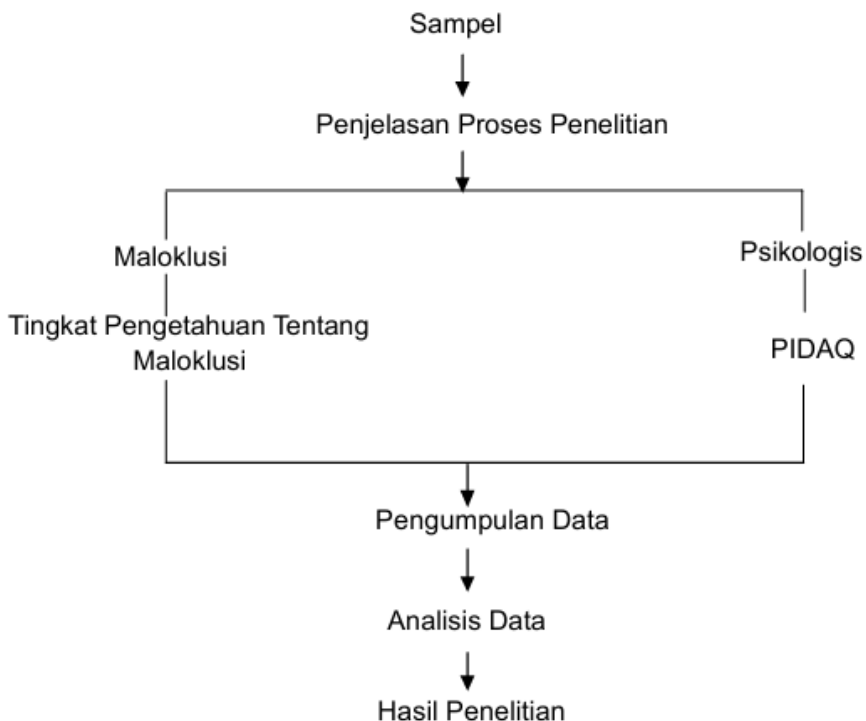 Sampel
Penjelasan Proses Penelitian
Maloklusi
Psikologis
Tingkat Pengetahuan Tentang
Maloklusi
PIDAQ
Pengumpulan Data
Analisis Data
Hasil Penelitian